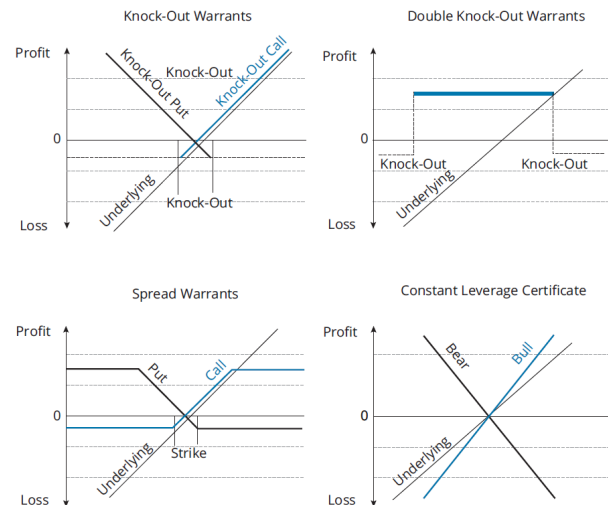 Knock-Out Warrants
Profit
Knock-Out
Knock-Out Put
Knock-Out Call
0
Underlying
Knock-Out
Loss
Double Knock-Out Warrants
Profit
0
Knock-Out
Knock-Out
Underlying
Loss
Spread Warrants
Profit
Put
Call
0
Strike
Underlying
Loss
Constant Leverage Certificate
Profit
Bear
Bull
0
Underlying
Loss